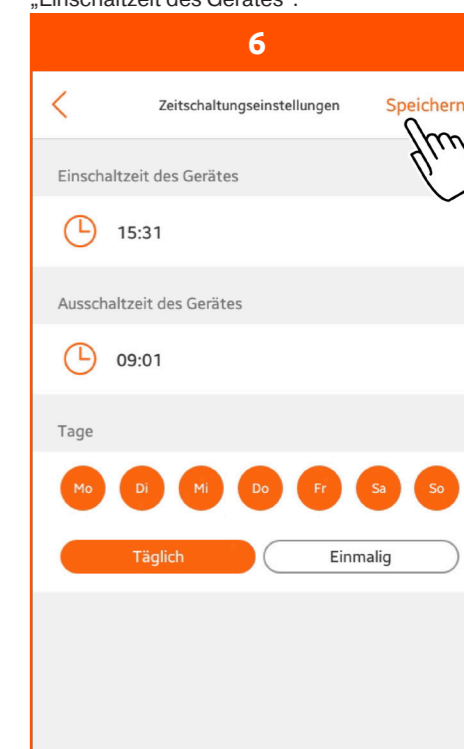 „Einschaltzeit des Gerätes“.
6
Zeitschaltungseinstellungen Speichern
Einschaltzeit des Gerätes
15:31
Ausschaltzeit des Gerätes
09:01
Tage
Mo Di Mi Do Fr Sa So
Täglich Einmalig